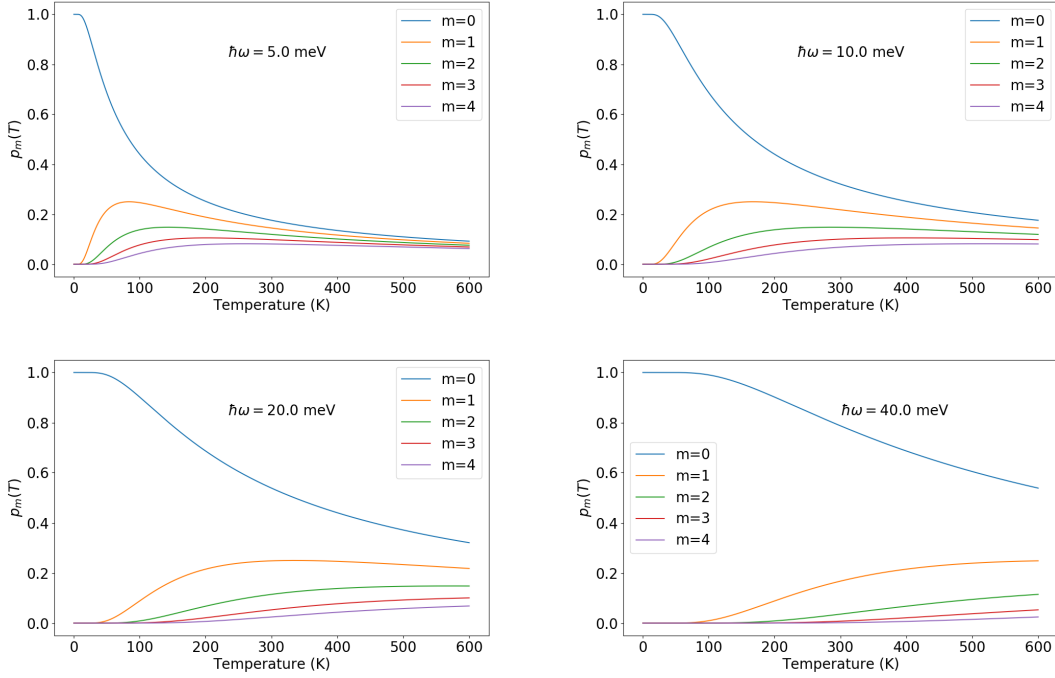 1.0
0.8
0.6
0.4
0.2
0.0
p_m(T)
ħω = 5.0 meV
m=0
m=1
m=2
m=3
m=4
0 100 200 300 400 500 600
Temperature (K)
1.0
0.8
0.6
0.4
0.2
0.0
p_m(T)
ħω = 10.0 meV
m=0
m=1
m=2
m=3
m=4
0 100 200 300 400 500 600
Temperature (K)
1.0
0.8
0.6
0.4
0.2
0.0
p_m(T)
ħω = 20.0 meV
m=0
m=1
m=2
m=3
m=4
0 100 200 300 400 500 600
Temperature (K)
1.0
0.8
0.6
0.4
0.2
0.0
p_m(T)
ħω = 40.0 meV
m=0
m=1
m=2
m=3
m=4
0 100 200 300 400 500 600
Temperature (K)